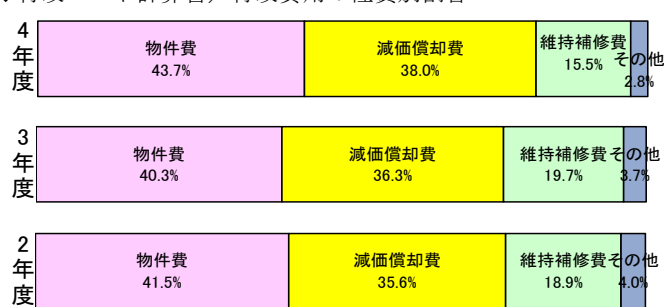 4年度
物件費
43.7%
減価償却費
38.0%
維持補修費
15.5%
その他
2.8%
3年度
物件費
40.3%
減価償却費
36.3%
維持補修費
19.7%
その他
3.7%
2年度
物件費
41.5%
減価償却費
35.6%
維持補修費
18.9%
その他
4.0%